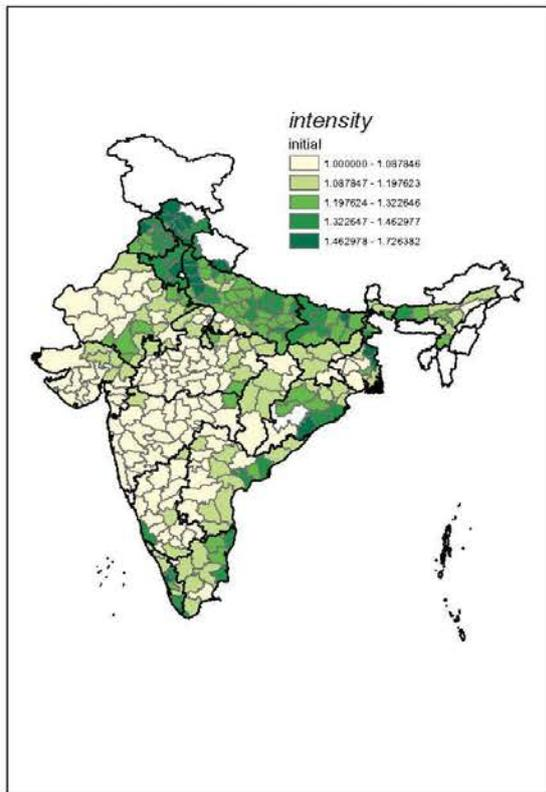 intensity
initial
1.000000 - 1.087846
1.087847 - 1.197623
1.197624 - 1.322646
1.322647 - 1.462977
1.462978 - 1.726382